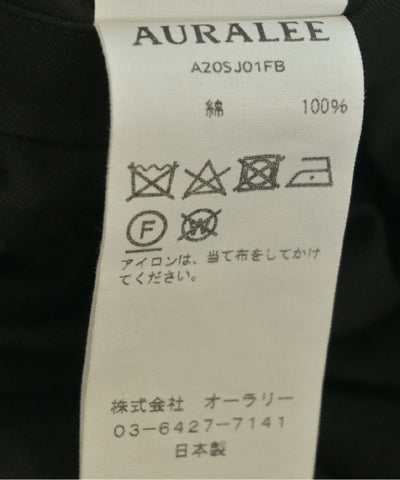 AURALEE
A20SJ01FB
綿 100%
F W
アイロンは、当て布をしてかけ
てください。
株式会社 オーラリー
03-6427-7141
日本製